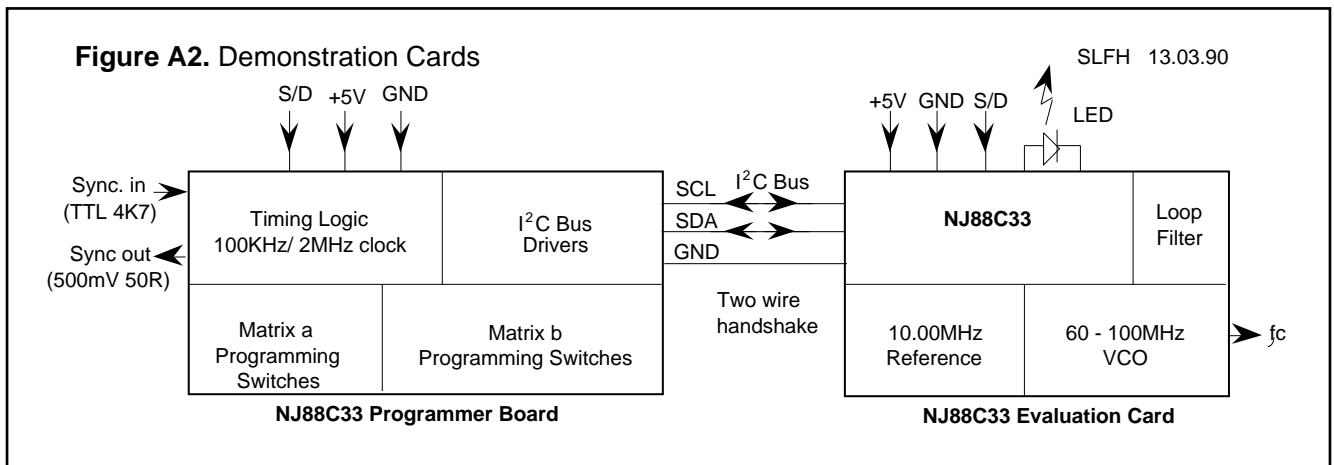 Figure A2. Demonstration Cards
SLFH 13.03.90
S/D +5V GND
+5V GND S/D
LED
Sync. in
(TTL 4K7)
Sync out
(500mV 50R)
Timing Logic
100KHz/ 2MHz clock
I²C Bus
Drivers
Matrix a
Programming
Switches
Matrix b
Programming Switches
NJ88C33 Programmer Board
SCL
I²C Bus
SDA
GND
Two wire
handshake
NJ88C33
Loop
Filter
10.00MHz
Reference
60 - 100MHz
VCO
fc
NJ88C33 Evaluation Card